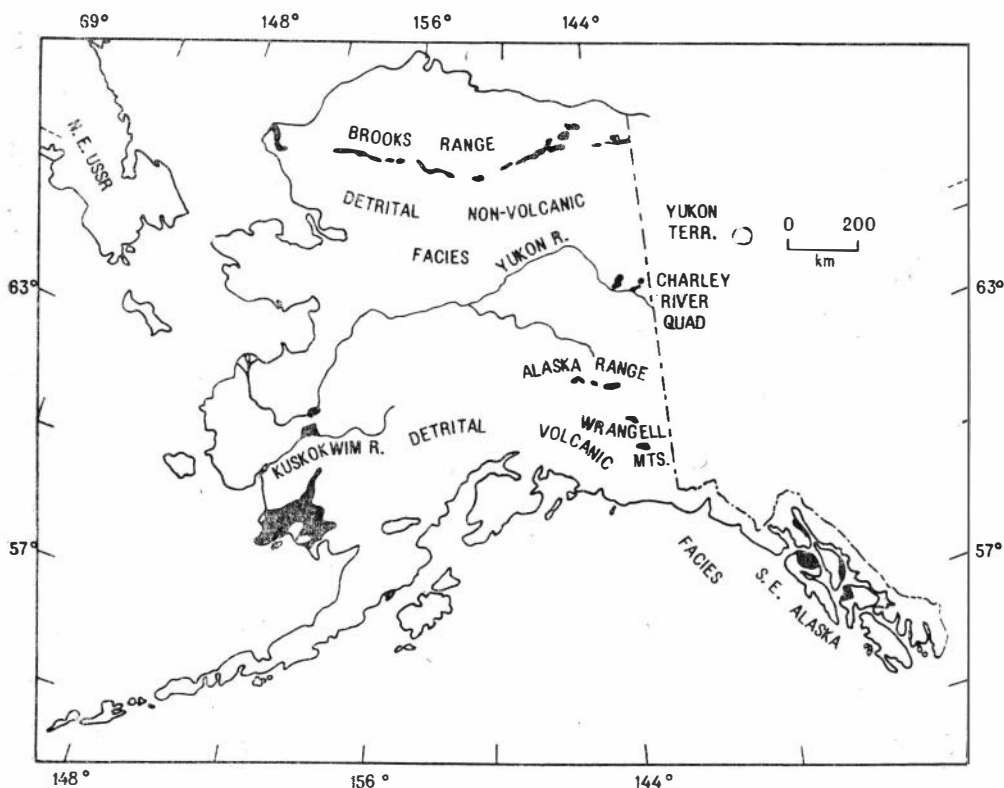 69° 148° 156° 144°
N. E. USSR
BROOKS RANGE
DETRITAL NON-VOLCANIC
FACIES
YUKON R.
YUKON
TERR.
0 200
km
63° 63°
CHARLEY
RIVER
QUAD
ALASKA RANGE
KUSKOKWIM R.
DETRITAL
VOLCANIC
WRANGELL
MTS.
57° 57°
FACIES
S. E. ALASKA
148° 156° 144°